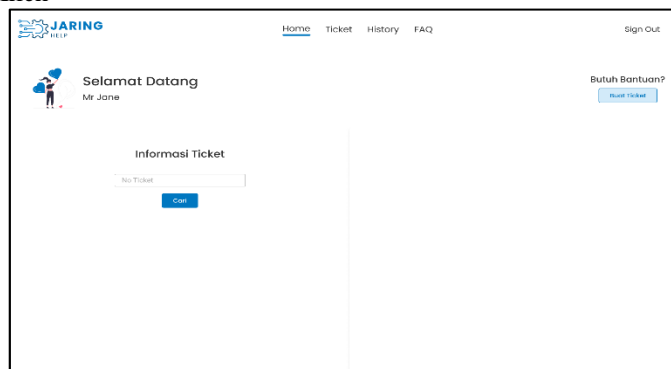 JARING
HELP
Home Ticket History FAQ
Sign Out
Selamat Datang
Mr Jane
Butuh Bantuan?
Buat Ticket
Informasi Ticket
No Ticket
Cari